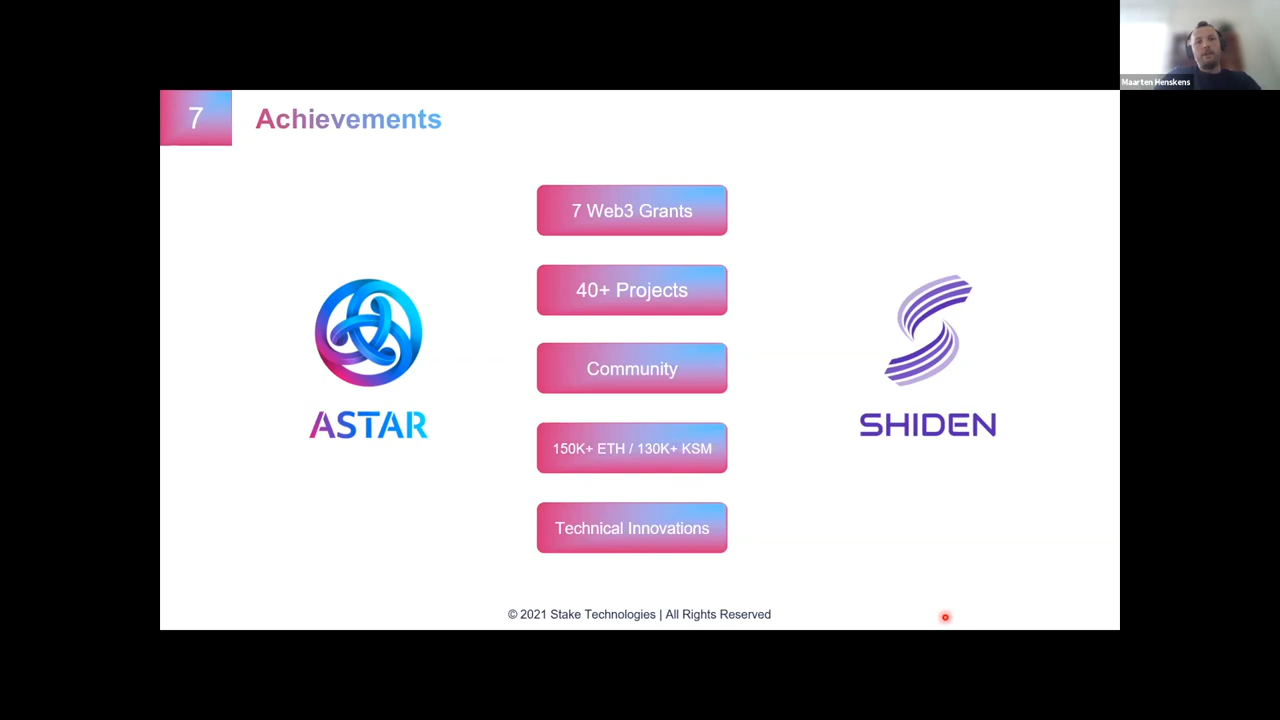 Maarten Henskens
7
Achievements
7 Web3 Grants
40+ Projects
Community
150K+ ETH / 130K+ KSM
Technical Innovations
ASTAR
SHIDEN
© 2021 Stake Technologies | All Rights Reserved